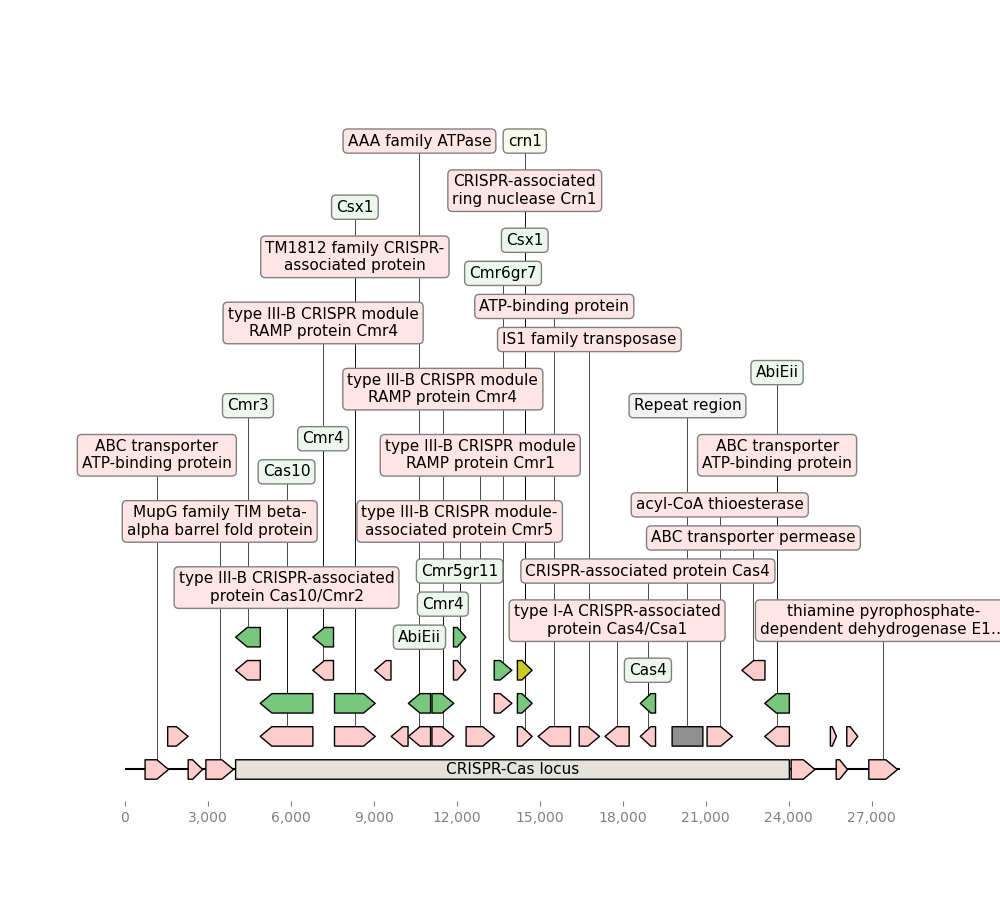 AAA family ATPase
crn1
CRISPR-associated
ring nuclease Crn1
Csx1
Csx1
TM1812 family CRISPR-
associated protein
Cmr6gr7
ATP-binding protein
type III-B CRISPR module
RAMP protein Cmr4
IS1 family transposase
AbiEii
type III-B CRISPR module
RAMP protein Cmr4
Cmr3
Repeat region
Cmr4
ABC transporter
ATP-binding protein
type III-B CRISPR module
RAMP protein Cmr1
ABC transporter
ATP-binding protein
Cas10
acyl-CoA thioesterase
MupG family TIM beta-
alpha barrel fold protein
type III-B CRISPR module-
associated protein Cmr5
ABC transporter permease
Cmr5gr11
CRISPR-associated protein Cas4
type III-B CRISPR-associated
protein Cas10/Cmr2
Cmr4
type I-A CRISPR-associated
protein Cas4/Csa1
thiamine pyrophosphate-
dependent dehydrogenase E1...
AbiEii
Cas4
CRISPR-Cas locus
0 3,000 6,000 9,000 12,000 15,000 18,000 21,000 24,000 27,000